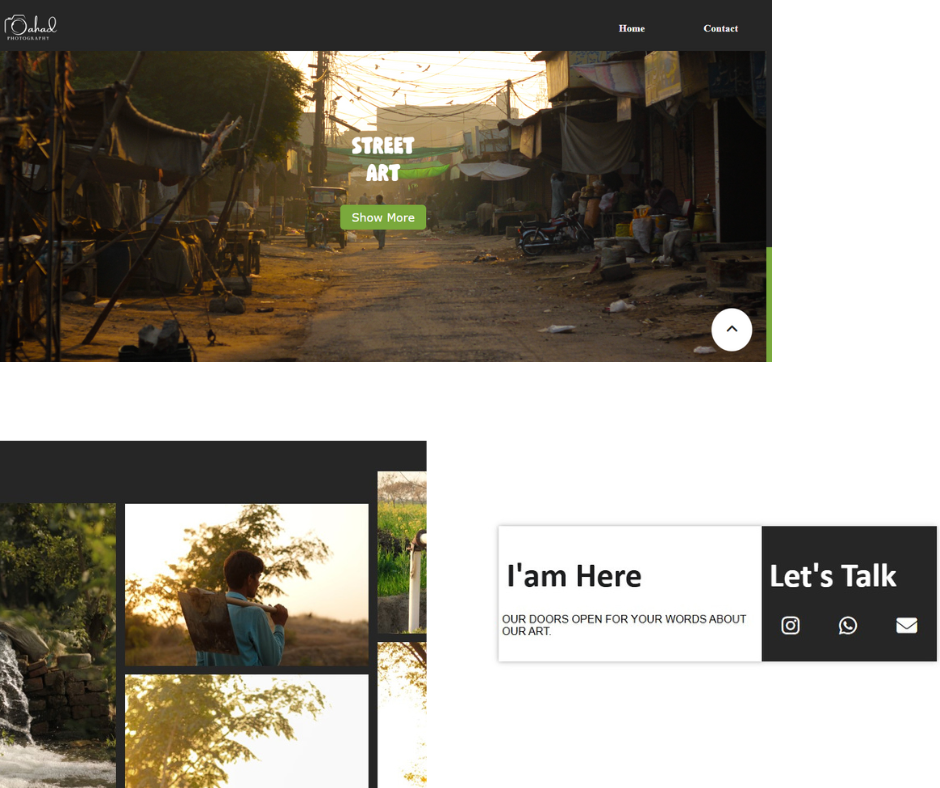 ahad
PHOTOGRAPHY
Home
Contact
STREET
ART
Show More
I'am Here
OUR DOORS OPEN FOR YOUR WORDS ABOUT
OUR ART.
Let's Talk